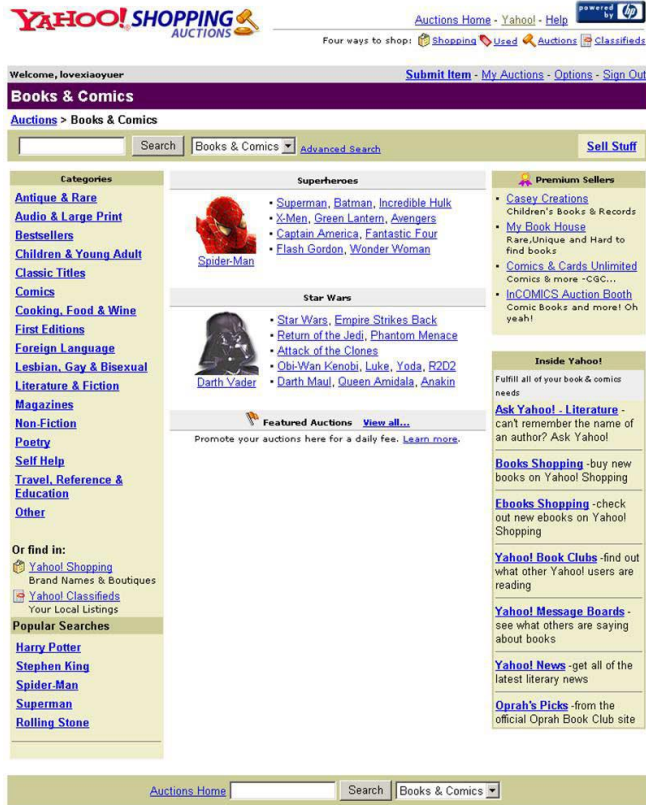 YAHOO! SHOPPING
AUCTIONS
Auctions Home - Yahoo! - Help
powered by hp
Four ways to shop: Shopping Used Auctions Classifieds
Welcome, lovexiaoyuer
Submit Item - My Auctions - Options - Sign Out
Books & Comics
Auctions > Books & Comics
Search Books & Comics Advanced Search
Sell Stuff
Categories
Antique & Rare
Audio & Large Print
Bestsellers
Children & Young Adult
Classic Titles
Comics
Cooking, Food & Wine
First Editions
Foreign Language
Lesbian, Gay & Bisexual
Literature & Fiction
Magazines
Non-Fiction
Poetry
Self Help
Travel, Reference &
Education
Other
Or find in:
Yahoo! Shopping
Brand Names & Boutiques
Yahoo! Classifieds
Your Local Listings
Popular Searches
Harry Potter
Stephen King
Spider-Man
Superman
Rolling Stone
Superheroes
Spider-Man
• Superman, Batman, Incredible Hulk
• X-Men, Green Lantern, Avengers
• Captain America, Fantastic Four
• Flash Gordon, Wonder Woman
Star Wars
Darth Vader
• Star Wars, Empire Strikes Back
• Return of the Jedi, Phantom Menace
• Attack of the Clones
• Obi-Wan Kenobi, Luke, Yoda, R2D2
• Darth Maul, Queen Amidala, Anakin
Featured Auctions View all...
Promote your auctions here for a daily fee. Learn more.
Premium Sellers
• Casey Creations
Children's Books & Records
• My Book House
Rare,Unique and Hard to
find books
• Comics & Cards Unlimited
Comics & more -CGC...
• InCOMICS Auction Booth
Comic Books and more! Oh
yeah!
Inside Yahoo!
Fulfill all of your book & comics
needs
Ask Yahoo! - Literature -
can't remember the name of
an author? Ask Yahoo!
Books Shopping -buy new
books on Yahoo! Shopping
Ebooks Shopping -check
out new ebooks on Yahoo!
Shopping
Yahoo! Book Clubs -find out
what other Yahoo! users are
reading
Yahoo! Message Boards -
see what others are saying
about books
Yahoo! News -get all of the
latest literary news
Oprah's Picks -from the
official Oprah Book Club site
Auctions Home Search Books & Comics